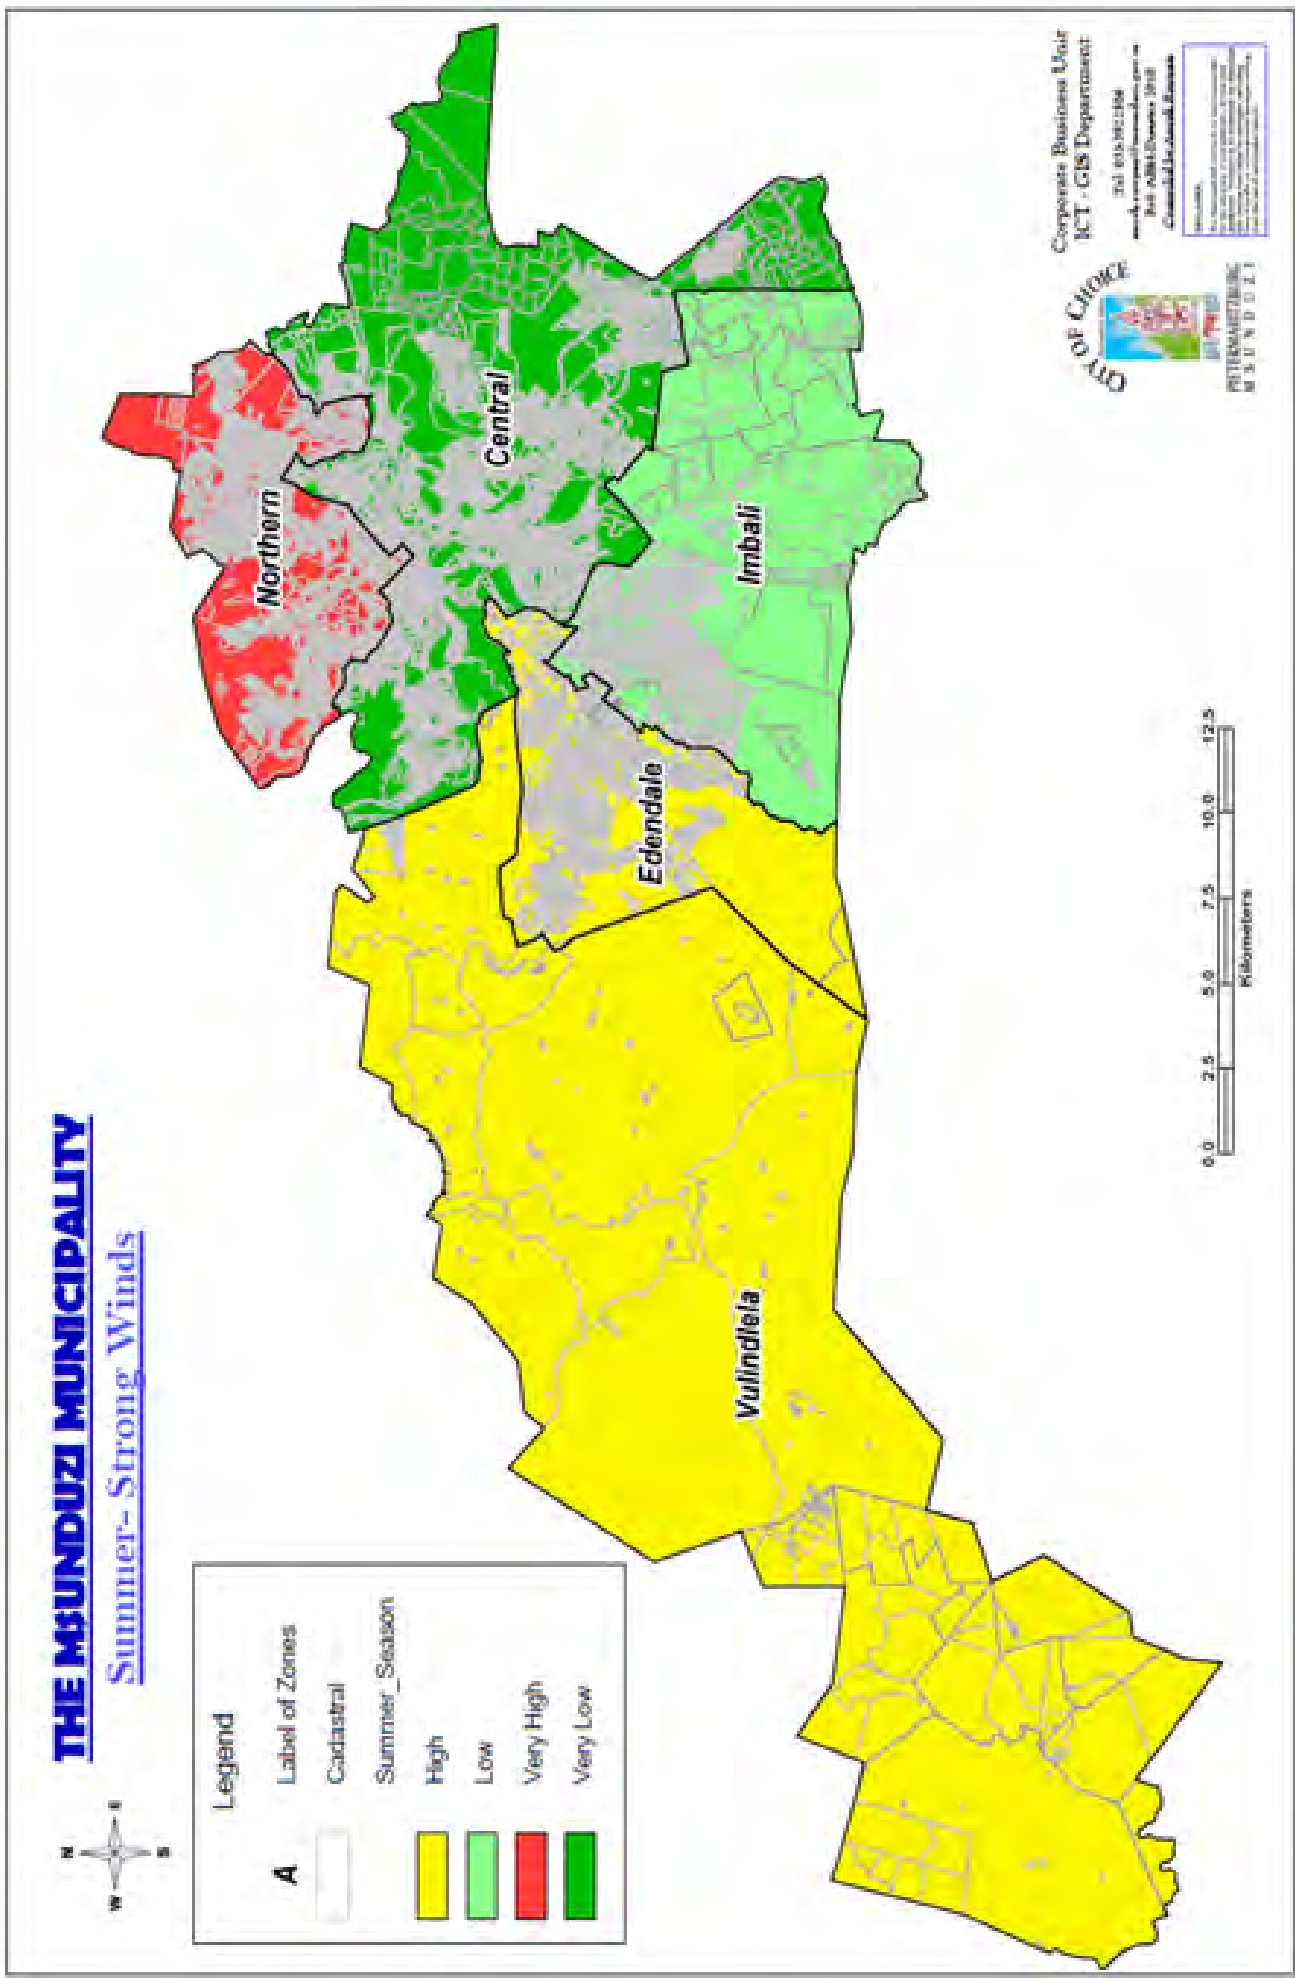 THE MSUNDUZI MUNICIPALITY
Summer- Strong Winds
N
W
E
S
Legend
A
Label of Zones
Cadastral
Summer_Season
High
Low
Very High
Very Low
Northern
Central
Imbali
Edendale
Vulindlela
0.0
2.5
5.0
7.5
10.0
12.5
Kilometers
CITY OF CHOICE
PIETERMARITZBURG
MSUNDUZI
Corporate Business Unit
ICT - GIS Department